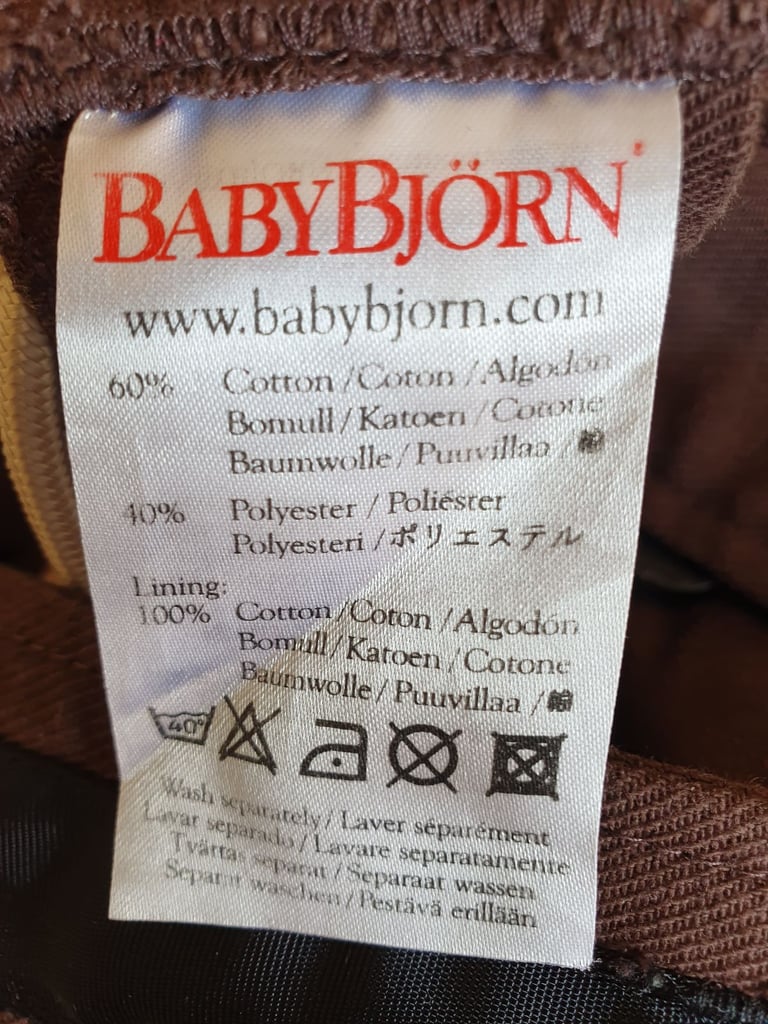 BABYBJÖRN
www.babybjorn.com
60% Cotton / Coton / Algodón
Bomull / Katoen / Cotone
Baumwolle / Puuvillaa /
40% Polyester / Poliéster
Polyesteri / ポリエステル
Lining:
100% Cotton / Coton / Algodón
Bomull / Katoen / Cotone
Baumwolle / Puuvillaa /
40°
Wash separately / Laver séparément
Lavar separado / Lavare separatamente
Tvättas separat / Separaat wassen
Separat waschen / Pestävä erillään